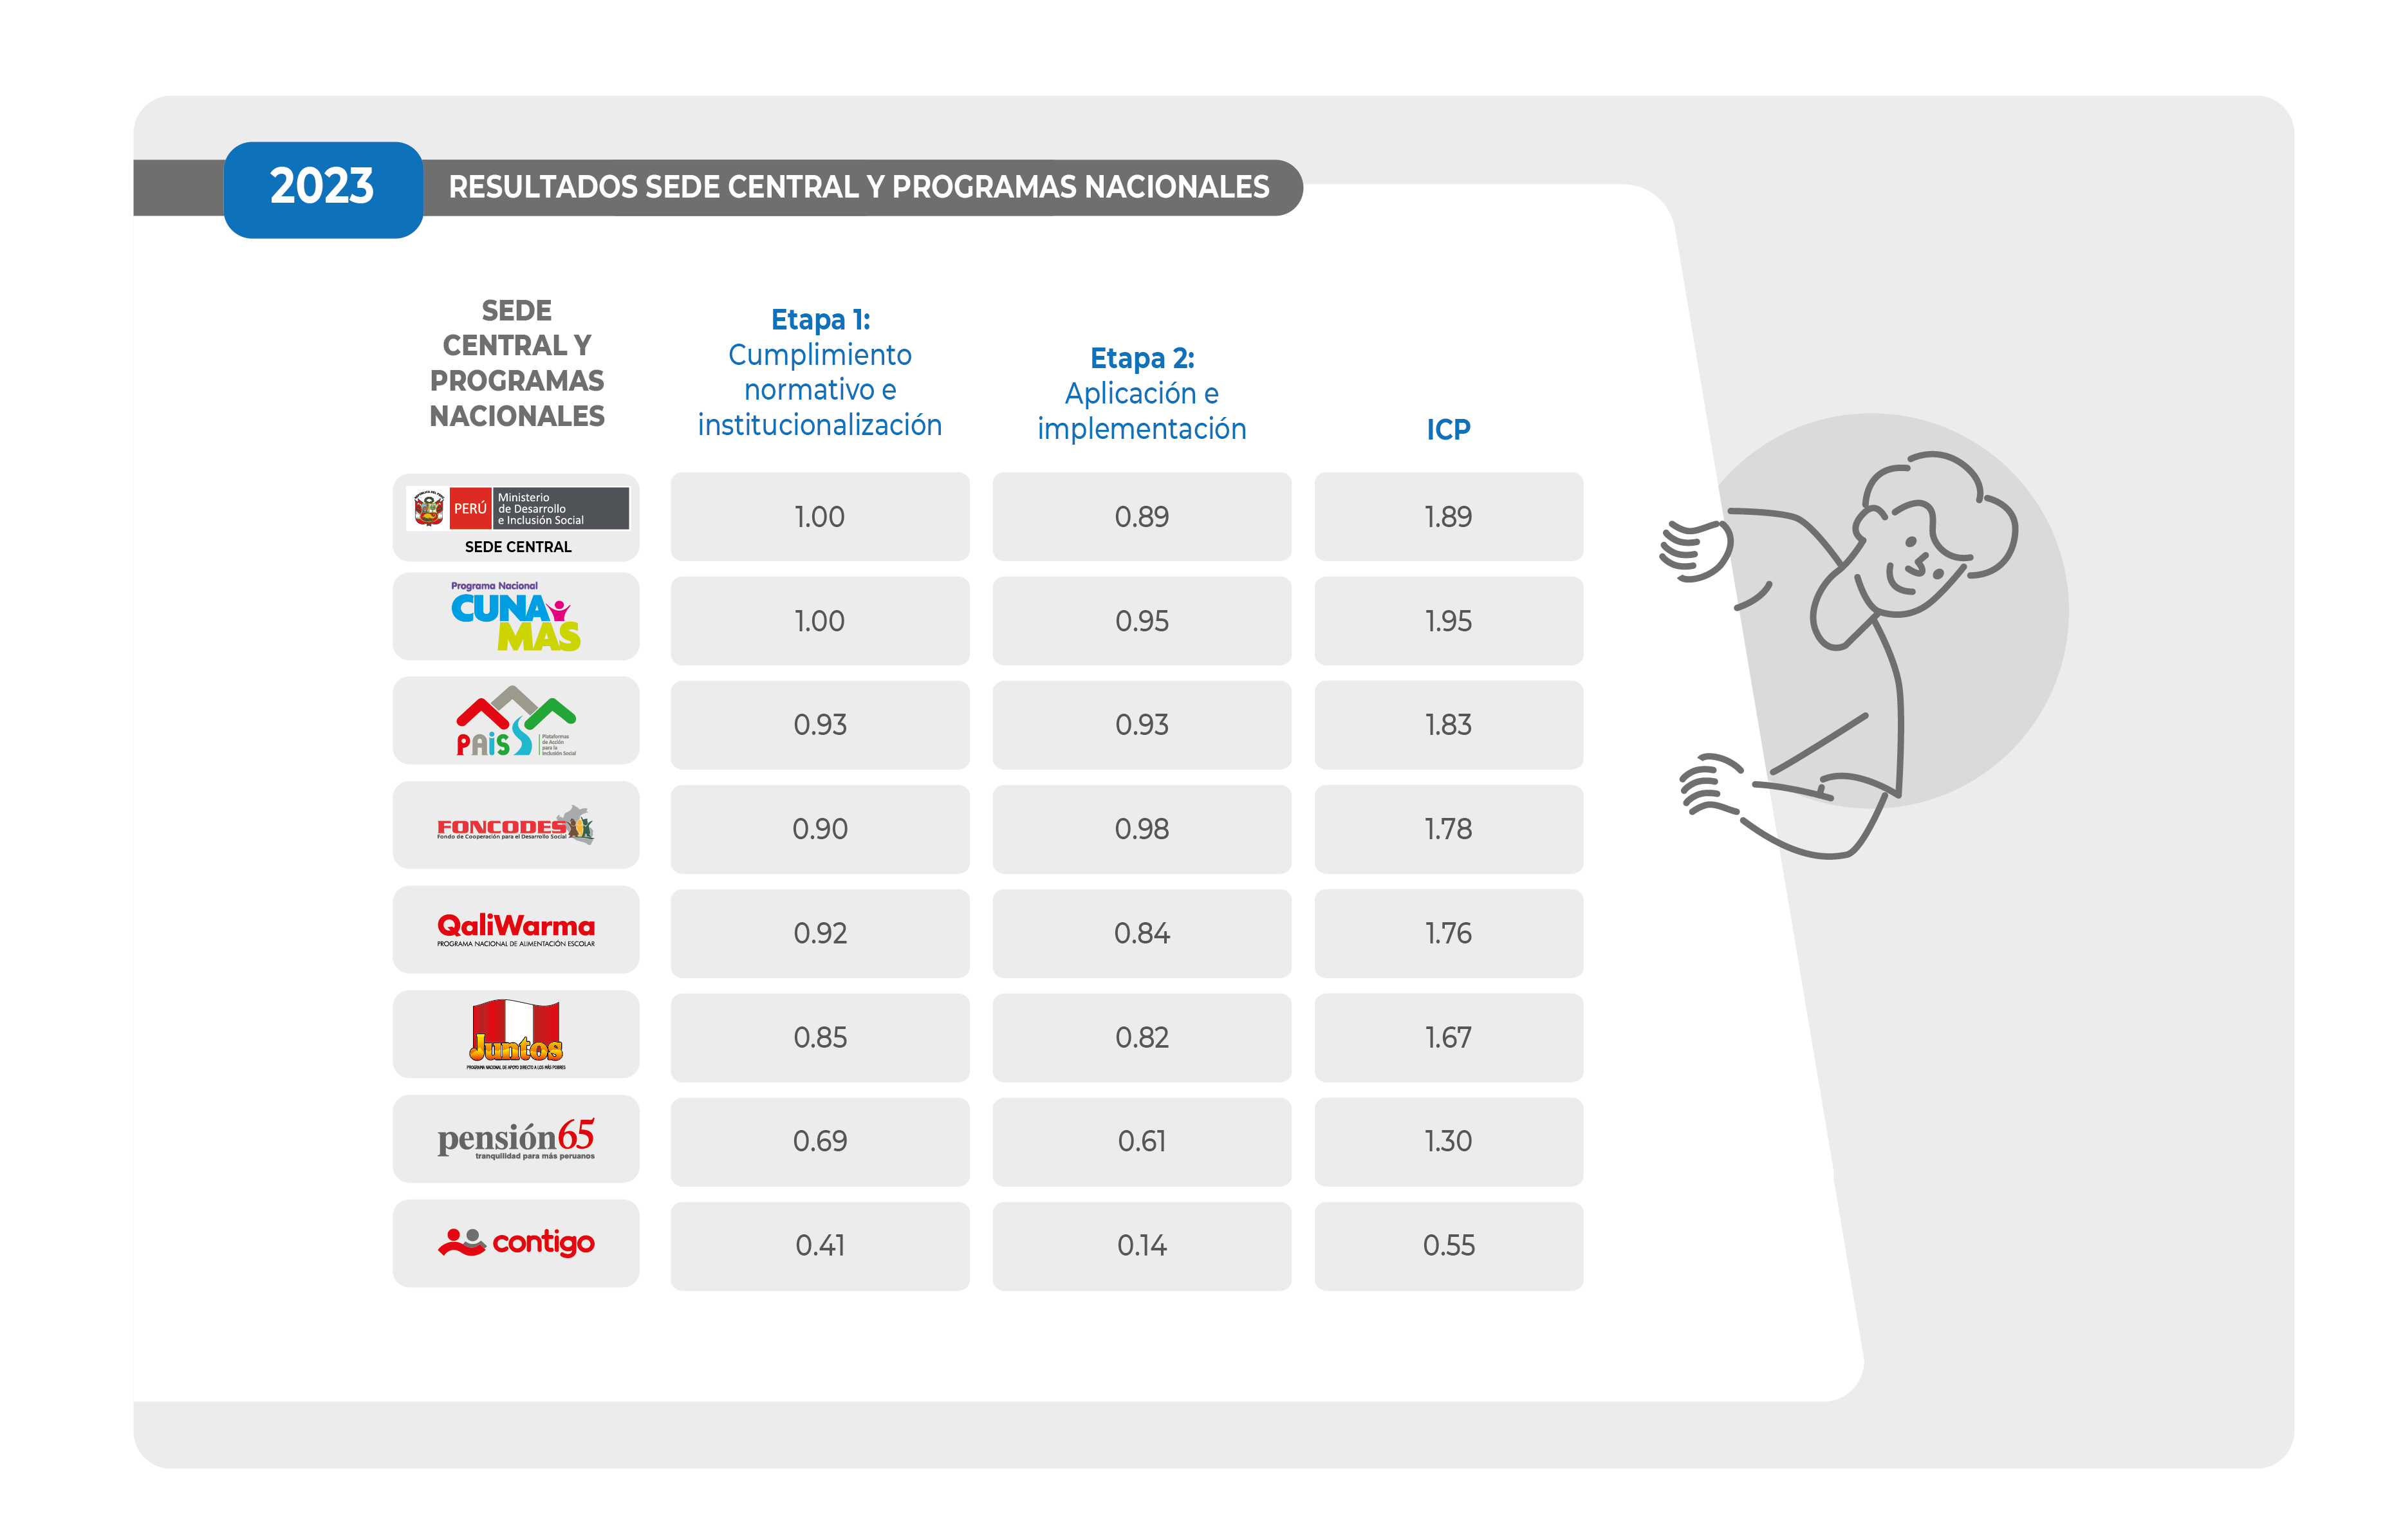 2023
RESULTADOS SEDE CENTRAL Y PROGRAMAS NACIONALES
SEDE
CENTRAL Y
PROGRAMAS
NACIONALES
Etapa 1:
Cumplimiento
normativo e
institucionalización
Etapa 2:
Aplicación e
implementación
ICP
PERÚ
Ministerio
de Desarrollo
e Inclusión Social
SEDE CENTRAL
1.00
0.89
1.89
Programa Nacional
CUNA
MAS
1.00
0.95
1.95
PAIS
Plataformas
de Acción
para la
Inclusión Social
0.93
0.93
1.83
FONCODES
Fondo de Cooperación para el Desarrollo Social
0.90
0.98
1.78
QaliWarma
PROGRAMA NACIONAL DE ALIMENTACIÓN ESCOLAR
0.92
0.84
1.76
Juntos
PROGRAMA NACIONAL DE APOYO DIRECTO A LOS MÁS POBRES
0.85
0.82
1.67
pensión65
tranquilidad para más peruanos
0.69
0.61
1.30
contigo
0.41
0.14
0.55